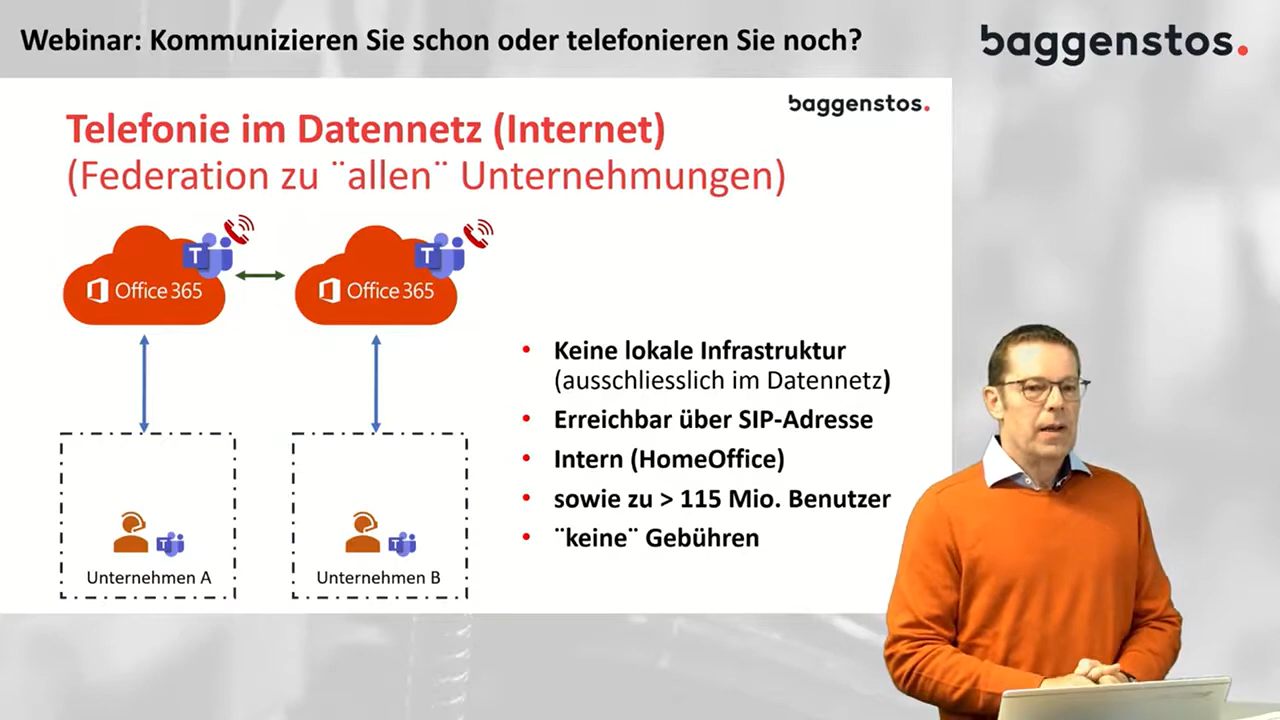 Webinar: Kommunizieren Sie schon oder telefonieren Sie noch?
baggenstos.
baggenstos.
Telefonie im Datennetz (Internet)
(Federation zu ¨allen¨ Unternehmungen)
T
T
Office 365
Office 365
• Keine lokale Infrastruktur
(ausschliesslich im Datennetz)
• Erreichbar über SIP-Adresse
• Intern (HomeOffice)
• sowie zu > 115 Mio. Benutzer
• ¨keine¨ Gebühren
T
T
Unternehmen A
Unternehmen B